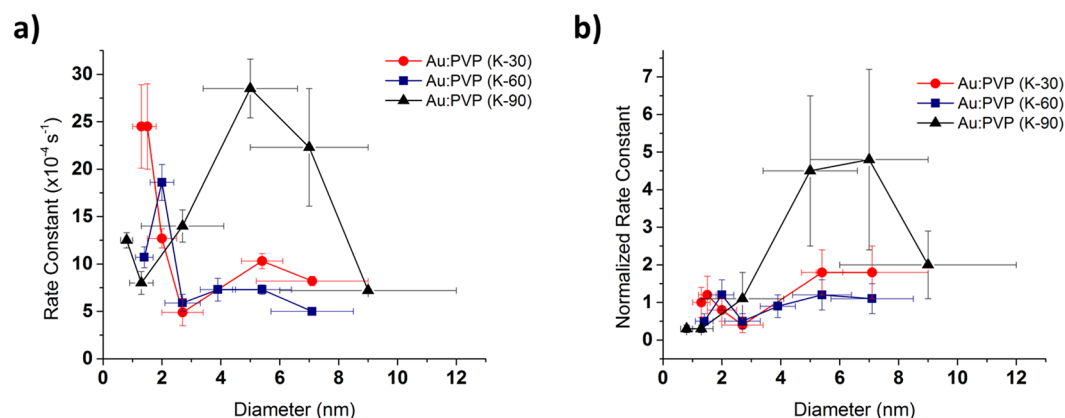 a)
Rate Constant (x10⁻⁴ s⁻¹)
30
25
20
15
10
5
0
Au:PVP (K-30)
Au:PVP (K-60)
Au:PVP (K-90)
0 2 4 6 8 10 12
Diameter (nm)
b)
Normalized Rate Constant
7
6
5
4
3
2
1
0
Au:PVP (K-30)
Au:PVP (K-60)
Au:PVP (K-90)
0 2 4 6 8 10 12
Diameter (nm)